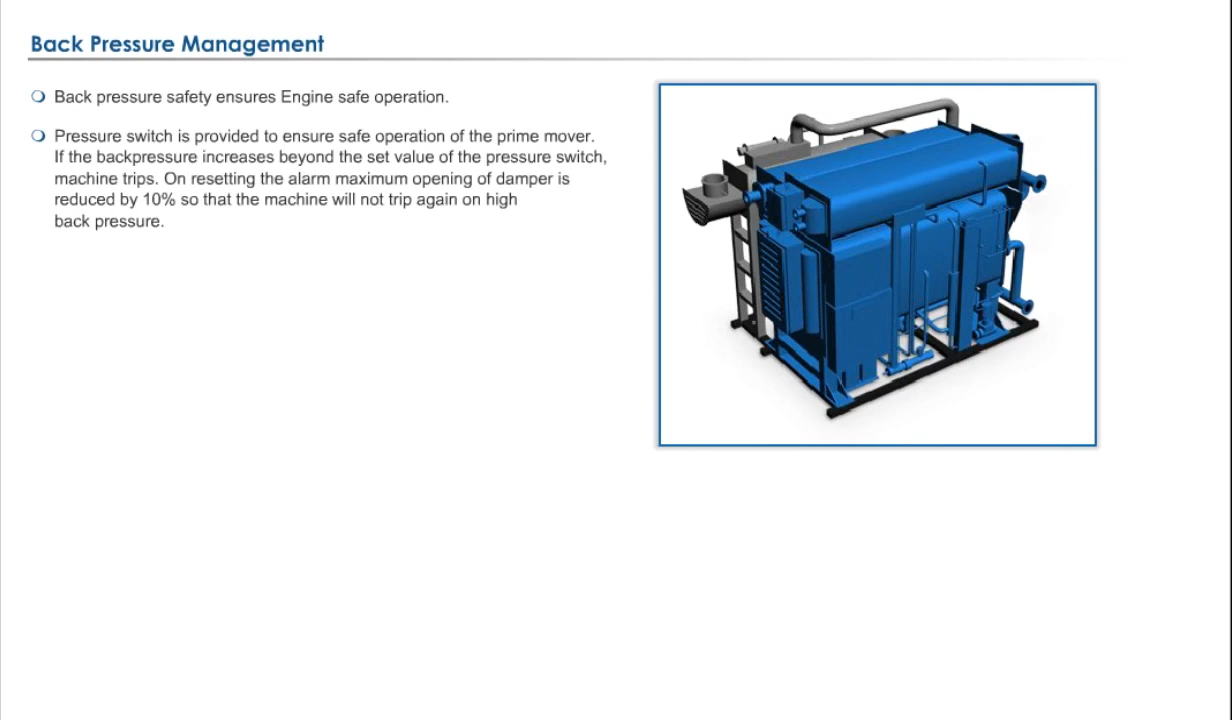 Back Pressure Management
Back pressure safety ensures Engine safe operation.
Pressure switch is provided to ensure safe operation of the prime mover.
If the backpressure increases beyond the set value of the pressure switch,
machine trips. On resetting the alarm maximum opening of damper is
reduced by 10% so that the machine will not trip again on high
back pressure.